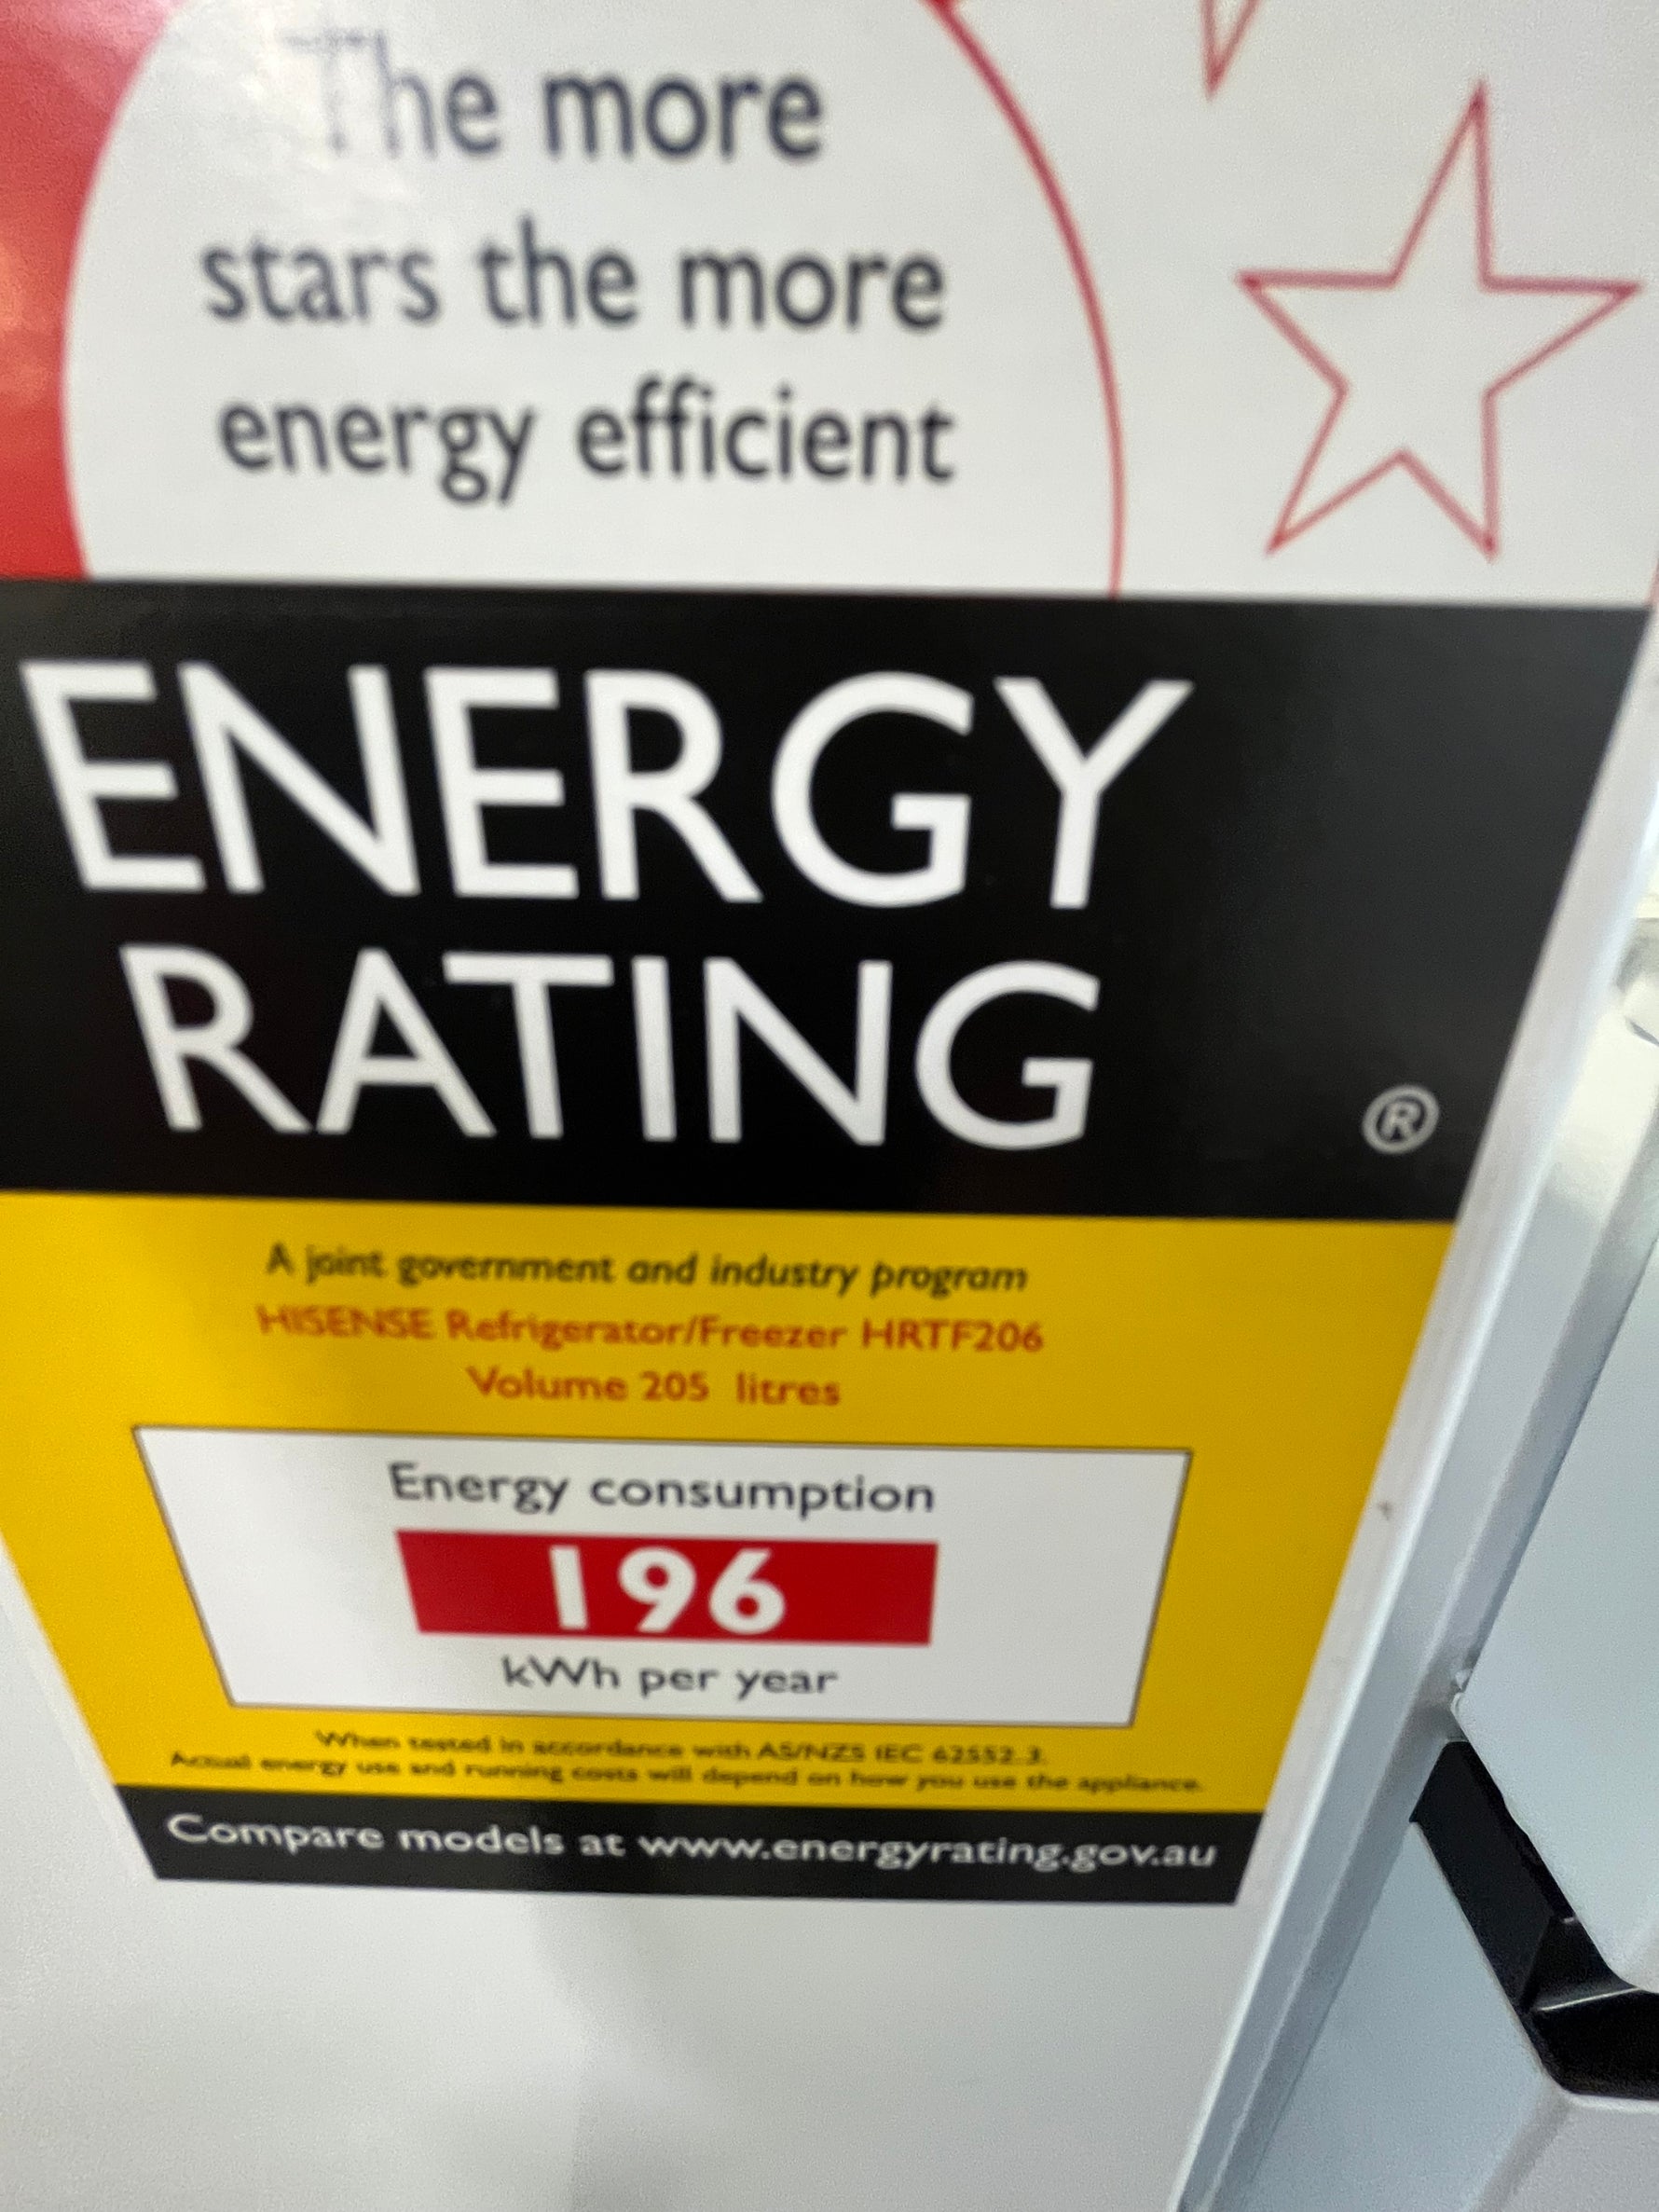 The more
stars the more
energy efficient
ENERGY
RATING
®
A joint government and industry program
HISENSE Refrigerator/Freezer HRTF206
Volume 205 litres
Energy consumption
196
kWh per year
When tested in accordance with AS/NZS IEC 62552.3.
Actual energy use and running costs will depend on how you use the appliance.
Compare models at www.energyrating.gov.au